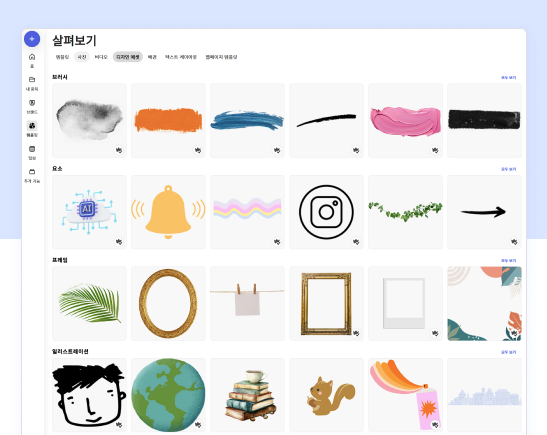 살펴보기
템플릿 사진 비디오 디자인 에셋 배경 텍스트 레이아웃 웹페이지 템플릿
홈
내 문서
브랜드
템플릿
일정
추가 기능
브러시
모두 보기
요소
모두 보기
AI
프레임
모두 보기
일러스트레이션
모두 보기